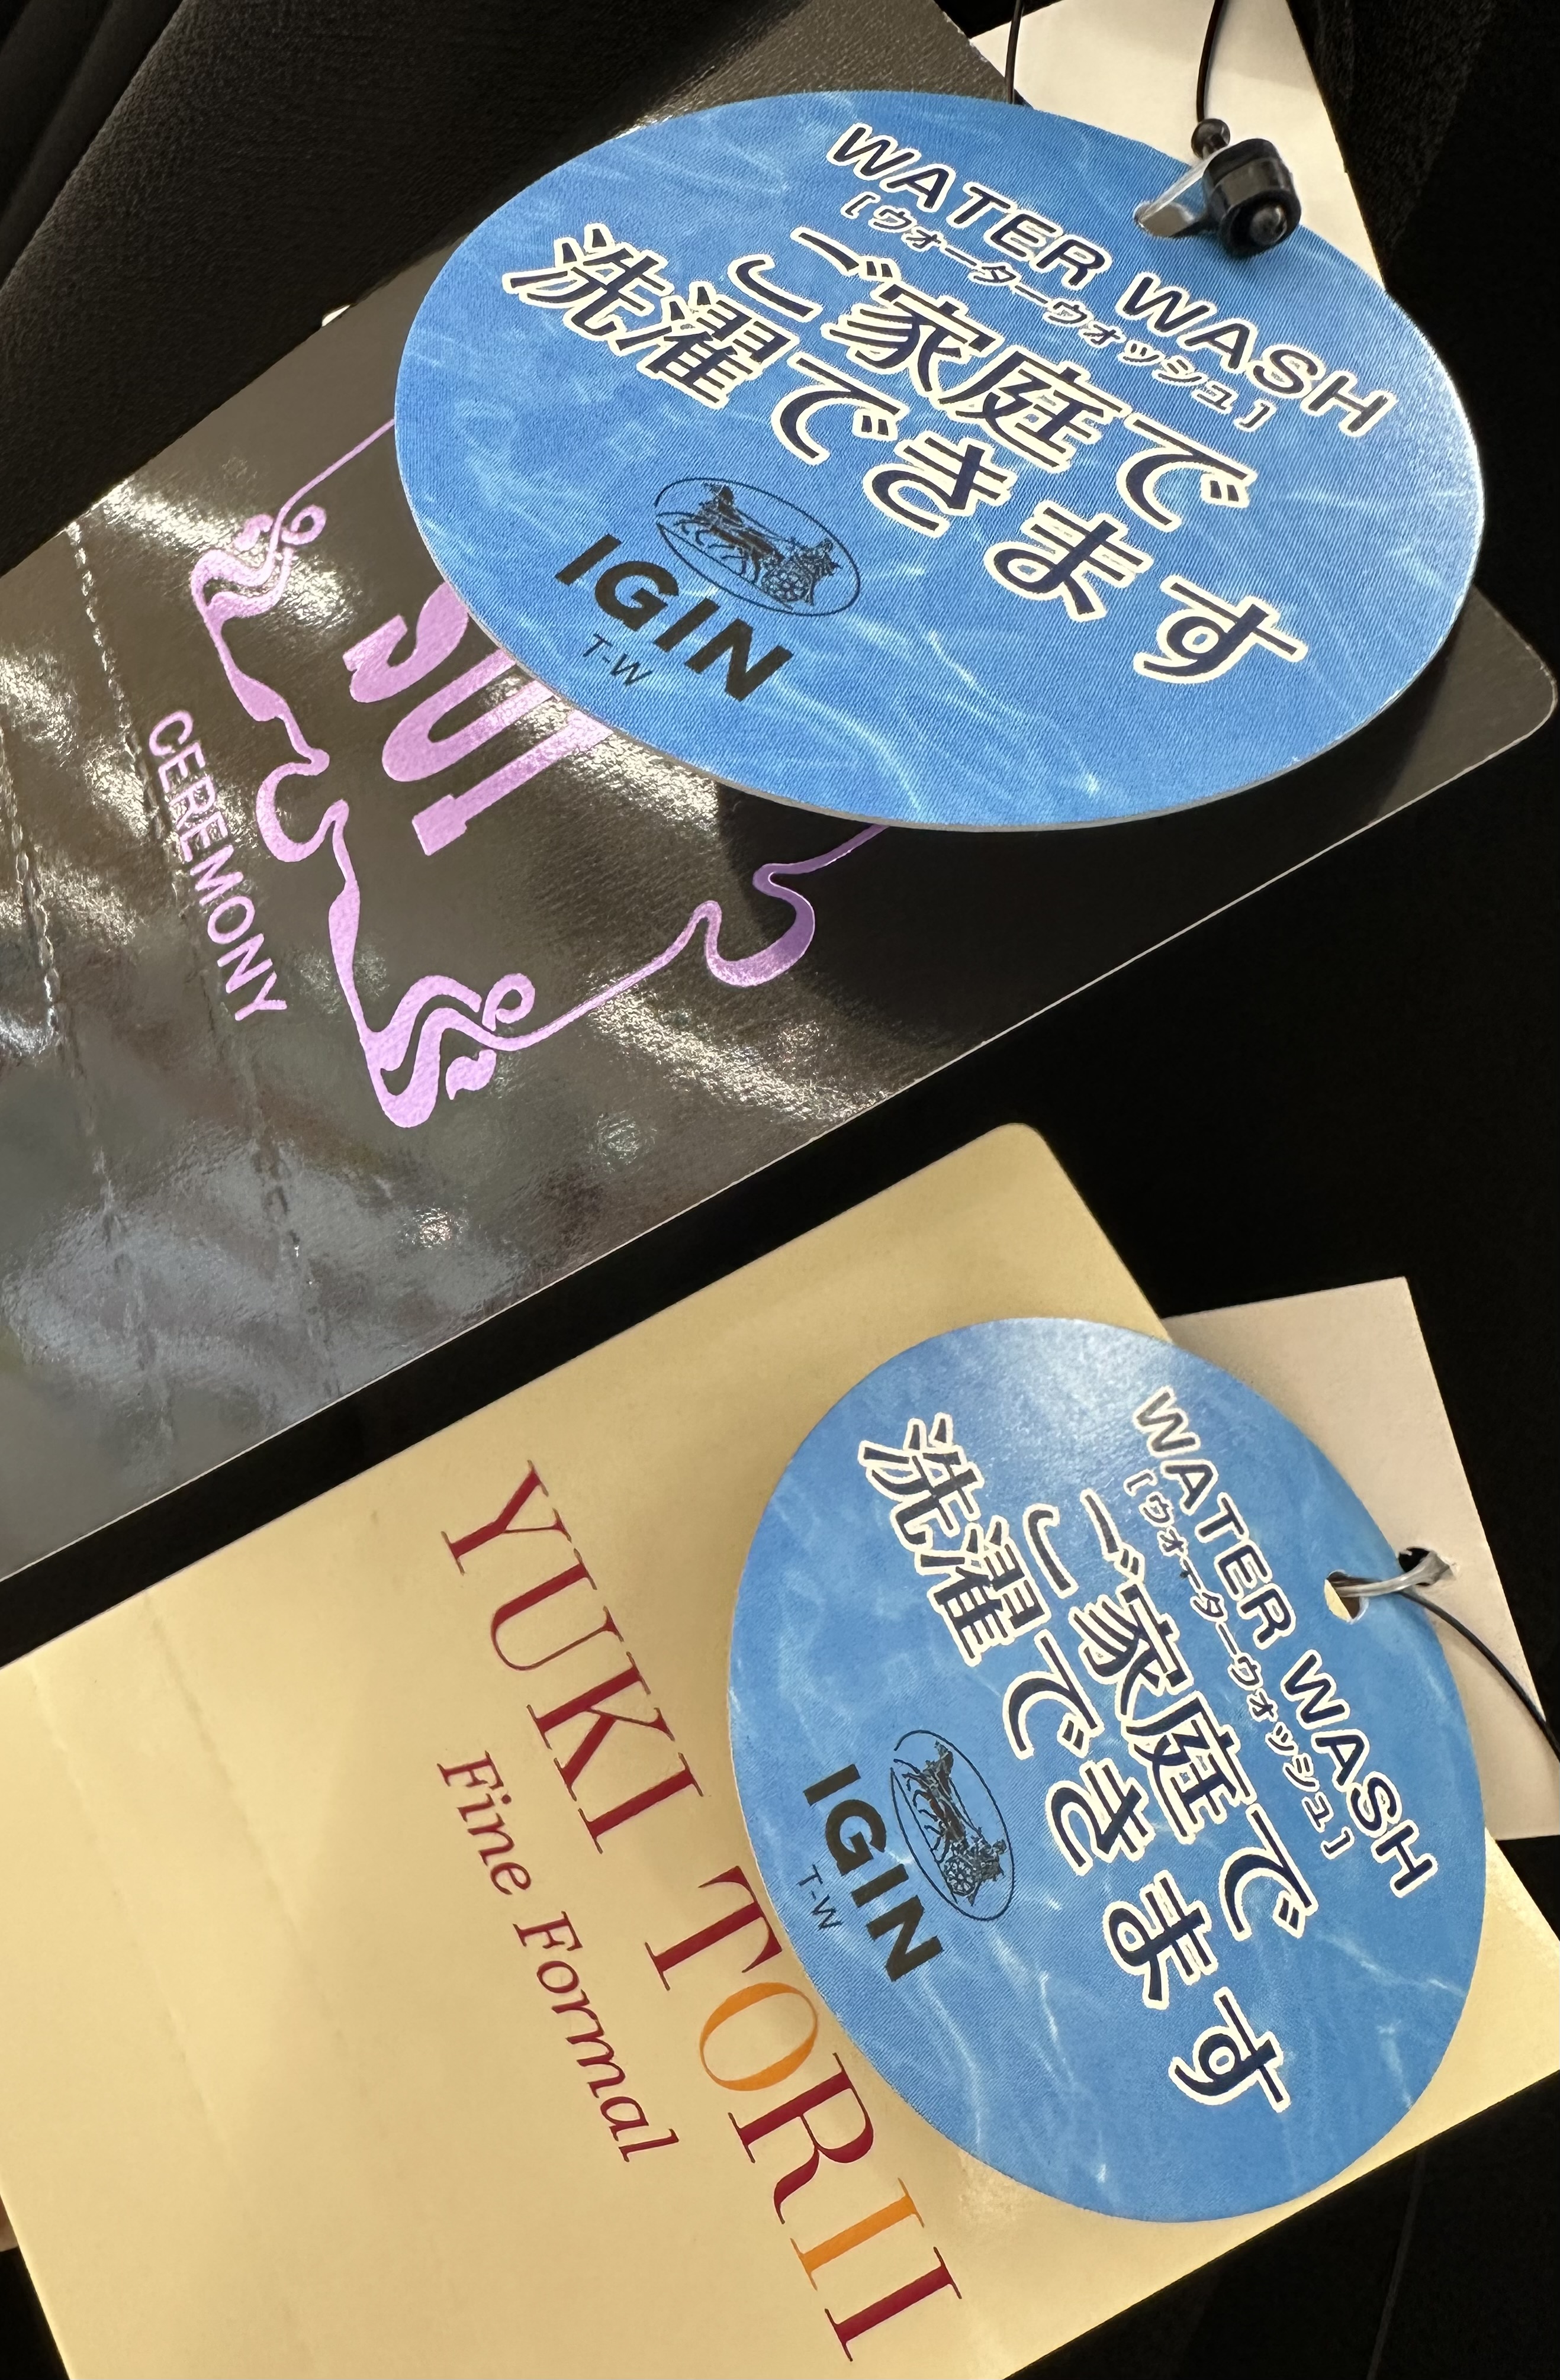 WATER WASH
[ウォーターウォッシュ]
ご家庭で
洗濯できます
IGIN
T-W
SUI
CEREMONY
WATER WASH
[ウォーターウォッシュ]
ご家庭で
洗濯できます
IGIN
T-W
YUKI TORII
Fine Formal